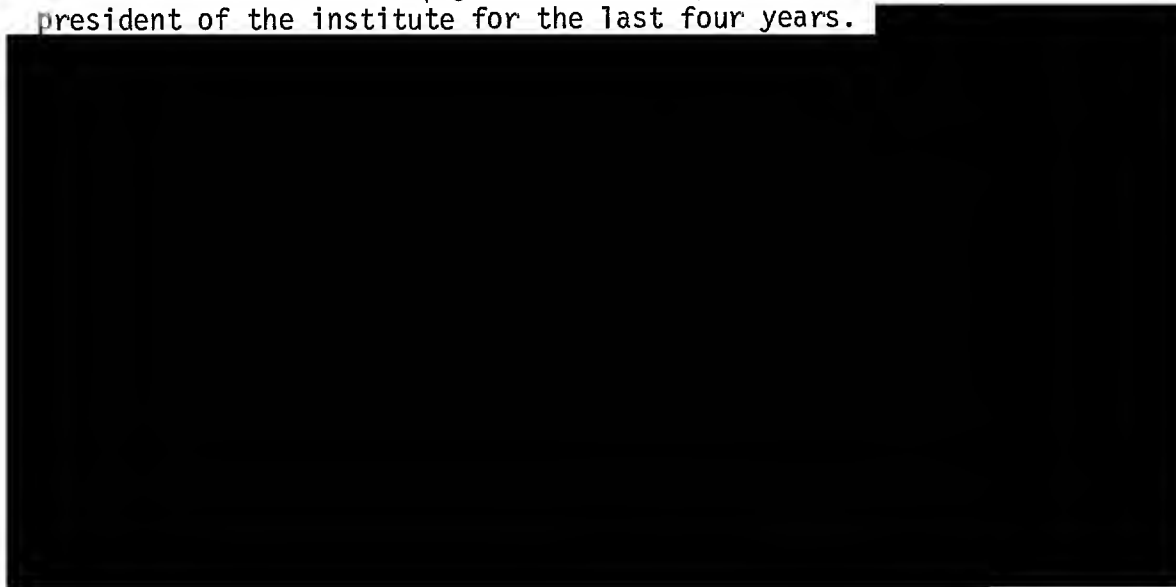 president of the institute for the last four years.